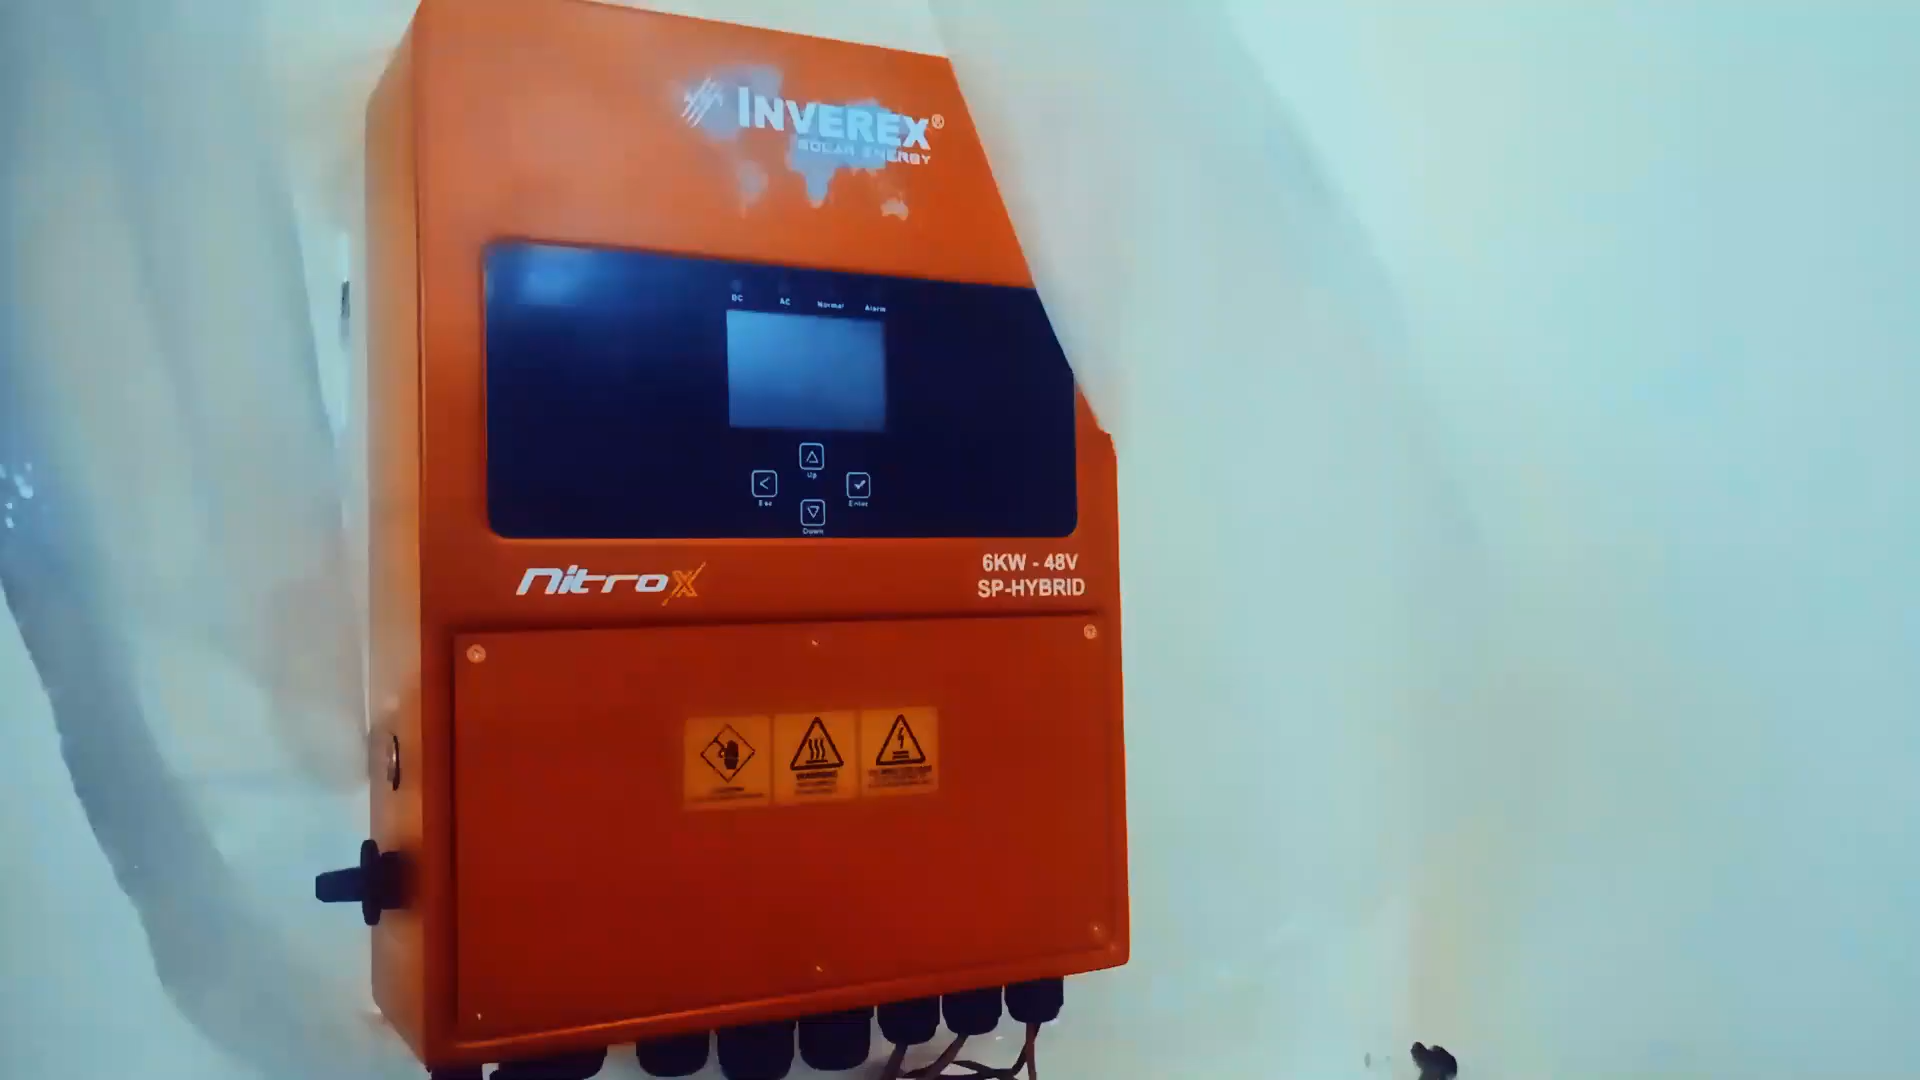 INVEREX®
SOLAR ENERGY
DC AC Normal Alarm
Up
Esc Enter
Down
NitroX
6KW - 48V
SP-HYBRID